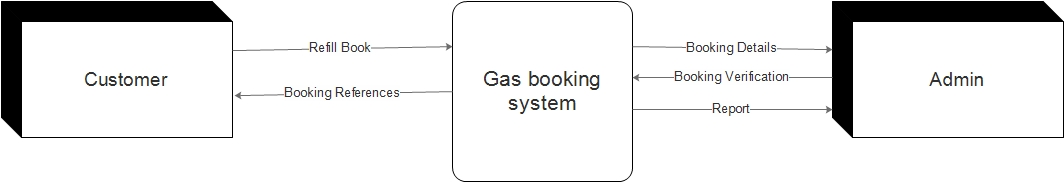 Customer
Refill Book
Booking References
Gas booking
system
Booking Details
Booking Verification
Report
Admin